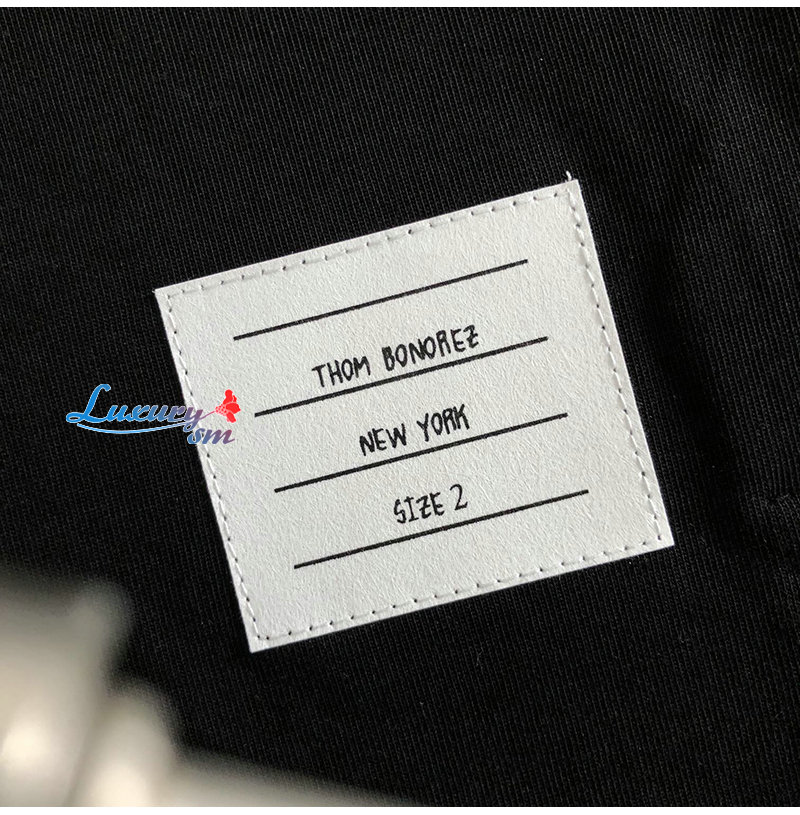 THOM BONOREZ
NEW YORK
SIZE 2
Luxury
sm